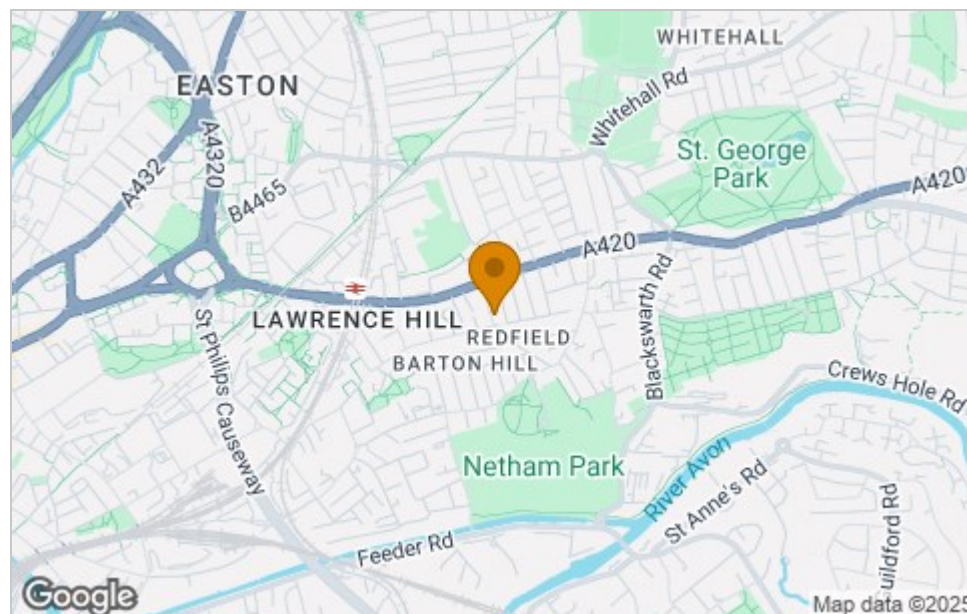 WHITEHALL
EASTON
Whitehall Rd
St. George
Park
A4320
A432
B4465
A420
A420
LAWRENCE HILL
REDFIELD
BARTON HILL
Blackswarth Rd
St Philips Causeway
Crews Hole Rd
Netham Park
River Avon
St Anne's Rd
Feeder Rd
uildford Rd
Google
Map data ©2025